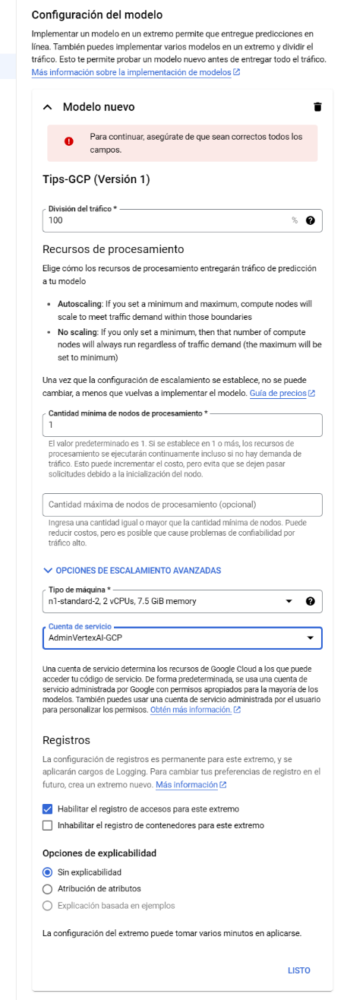 Configuración del modelo
Implementar un modelo en un extremo permite que entregue predicciones en
línea. También puedes implementar varios modelos en un extremo y dividir el
tráfico. Esto te permite probar un modelo nuevo antes de entregar todo el tráfico.
Más información sobre la implementación de modelos
Modelo nuevo
Para continuar, asegúrate de que sean correctos todos los
campos.
Tips-GCP (Versión 1)
División del tráfico *
100 %
Recursos de procesamiento
Elige cómo los recursos de procesamiento entregarán tráfico de predicción
a tu modelo
• Autoscaling: If you set a minimum and maximum, compute nodes will
scale to meet traffic demand within those boundaries
• No scaling: If you only set a minimum, then that number of compute
nodes will always run regardless of traffic demand (the maximum will be
set to minimum)
Una vez que la configuración de escalamiento se establece, no se puede
cambiar, a menos que vuelvas a implementar el modelo. Guía de precios
Cantidad mínima de nodos de procesamiento *
1
El valor predeterminado es 1. Si se establece en 1 o más, los recursos de
procesamiento se ejecutarán continuamente incluso si no hay demanda de
tráfico. Esto puede incrementar el costo, pero evita que se dejen pasar
solicitudes debido a la inicialización del nodo.
Cantidad máxima de nodos de procesamiento (opcional)
Ingresa una cantidad igual o mayor que la cantidad mínima de nodos. Puede
reducir costos, pero es posible que cause problemas de confiabilidad por
tráfico alto.
OPCIONES DE ESCALAMIENTO AVANZADAS
Tipo de máquina *
n1-standard-2, 2 vCPUs, 7.5 GiB memory
Cuenta de servicio
AdminVertexAI-GCP
Una cuenta de servicio determina los recursos de Google Cloud a los que puede
acceder tu código de servicio. De forma predeterminada, se usa una cuenta de
servicio administrada por Google con permisos apropiados para la mayoría de los
modelos. También puedes usar una cuenta de servicio administrada por el usuario
para personalizar los permisos. Obtén más información.
Registros
La configuración de registros es permanente para este extremo, y se
aplicarán cargos de Logging. Para cambiar tus preferencias de registro en el
futuro, crea un extremo nuevo. Más información
Habilitar el registro de accesos para este extremo
Inhabilitar el registro de contenedores para este extremo
Opciones de explicabilidad
Sin explicabilidad
Atribución de atributos
Explicación basada en ejemplos
La configuración del extremo puede tomar varios minutos en aplicarse.
LISTO